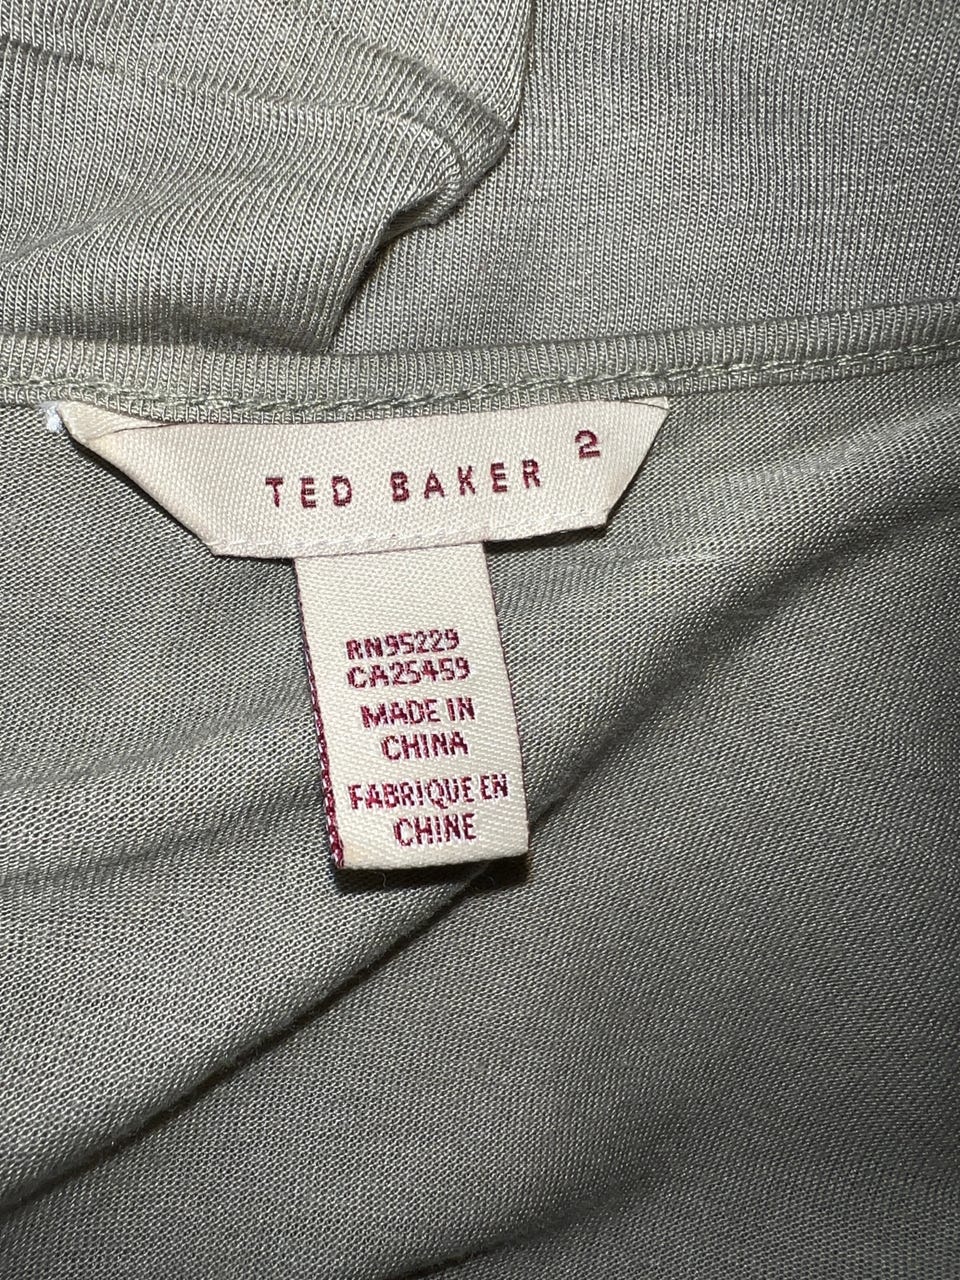 TED BAKER 2
RN95229
CA25459
MADE IN
CHINA
FABRIQUE EN
CHINE